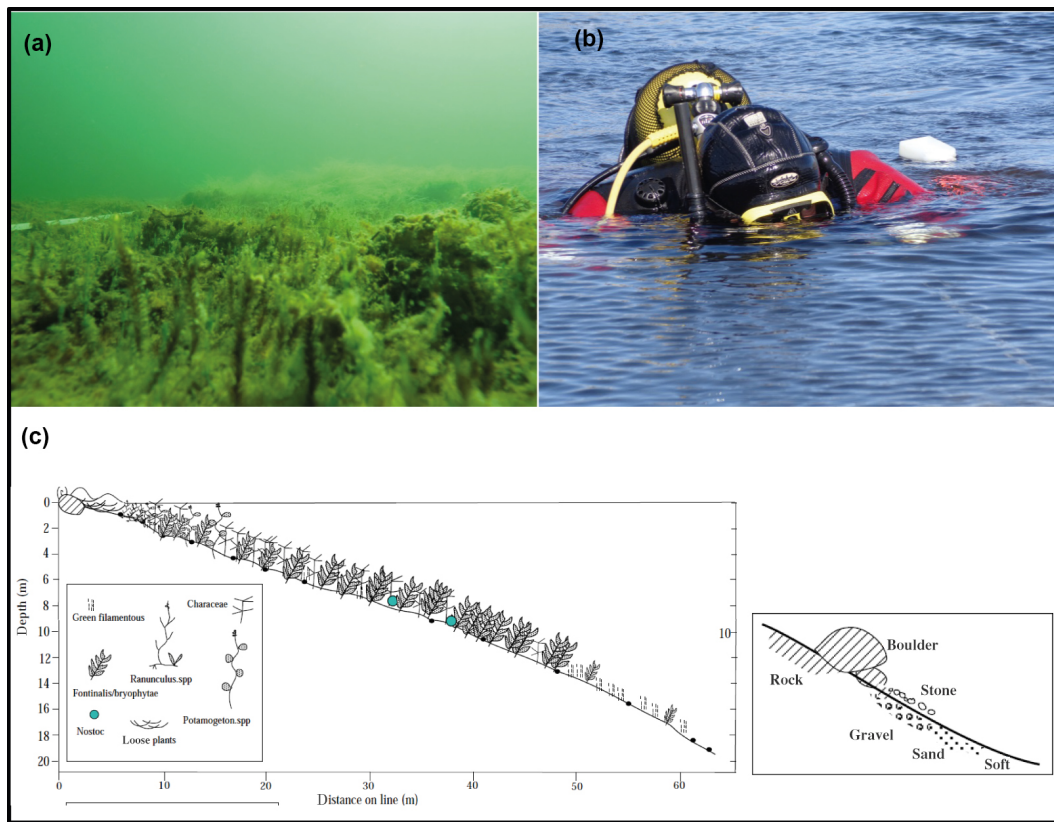 (a)
(b)
(c)
0
2
4
6
8
10
12
14
16
18
20
Depth (m)
10
0
10
20
30
40
50
60
Distance on line (m)
Green filamentous
Characeae
Ranunculus.spp
Fontinalis/bryophytae
Potamogeton.spp
Nostoc
Loose plants
Boulder
Rock
Stone
Gravel
Sand
Soft